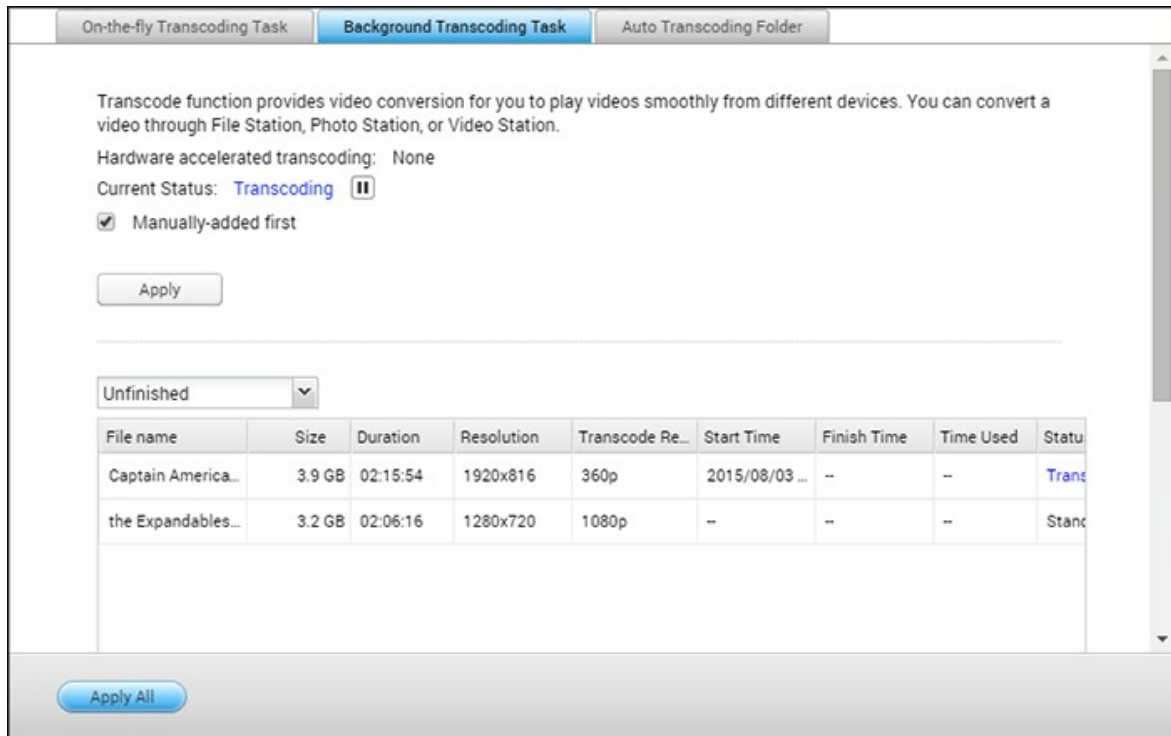 On-the-fly Transcoding Task Background Transcoding Task Auto Transcoding Folder
Transcode function provides video conversion for you to play videos smoothly from different devices. You can convert a
video through File Station, Photo Station, or Video Station.
Hardware accelerated transcoding: None
Current Status: Transcoding
Manually-added first
Apply
Unfinished
File name Size Duration Resolution Transcode Re... Start Time Finish Time Time Used Statu
Captain America... 3.9 GB 02:15:54 1920x816 360p 2015/08/03 ... -- -- Trans
the Expandables... 3.2 GB 02:06:16 1280x720 1080p -- -- -- Stand
Apply All